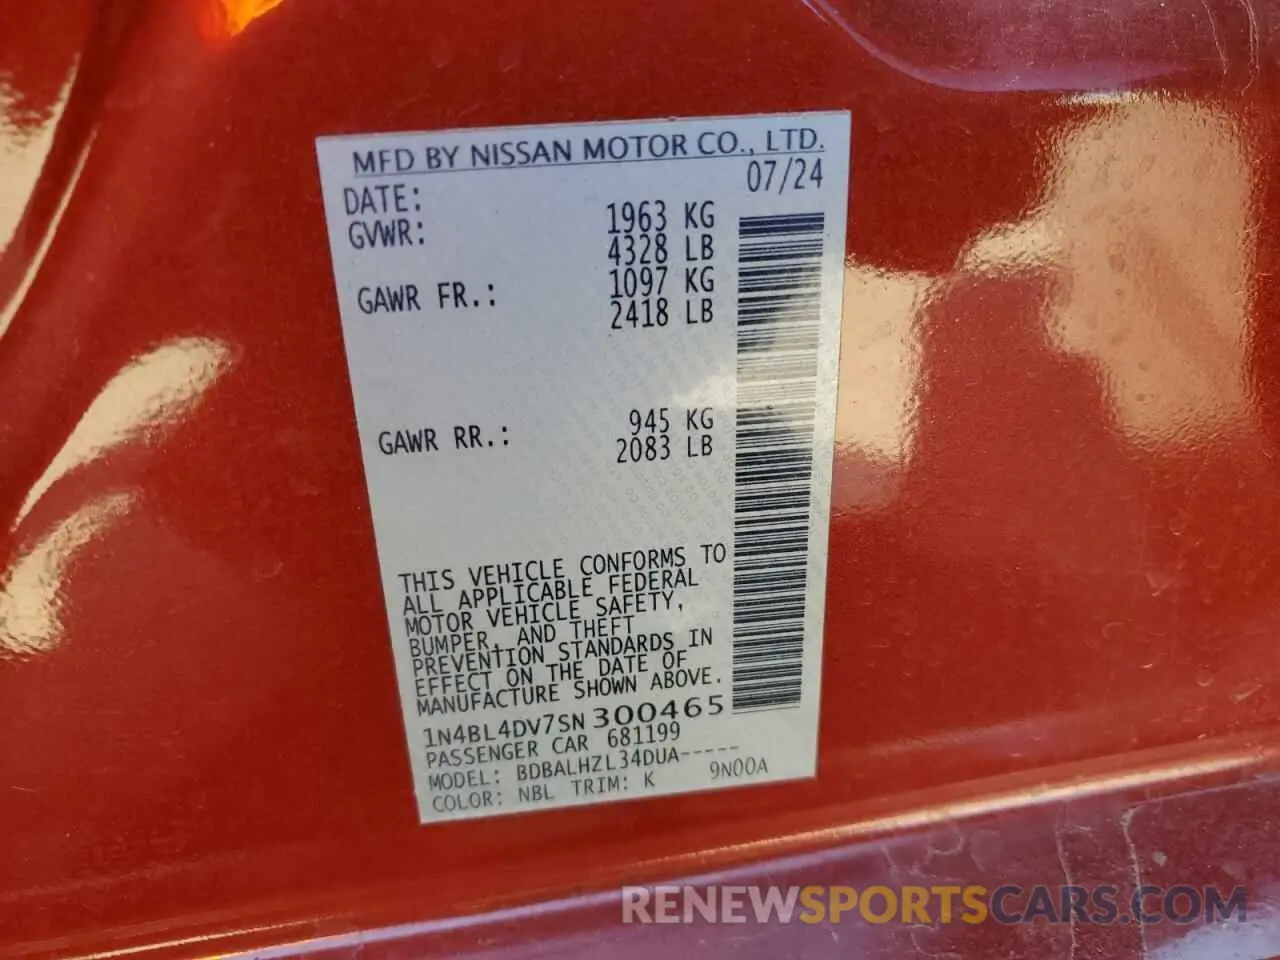 MFD BY NISSAN MOTOR CO., LTD.
DATE: 07/24
GVWR: 1963 KG
4328 LB
GAWR FR.: 1097 KG
2418 LB
GAWR RR.: 945 KG
2083 LB
THIS VEHICLE CONFORMS TO
ALL APPLICABLE FEDERAL
MOTOR VEHICLE SAFETY,
BUMPER, AND THEFT
PREVENTION STANDARDS IN
EFFECT ON THE DATE OF
MANUFACTURE SHOWN ABOVE.
1N4BL4DV7SN300465
PASSENGER CAR 681199
MODEL: BDBALHZL34DUA-----
COLOR: NBL TRIM: K 9N00A
RENEWSPORTSCARS.COM